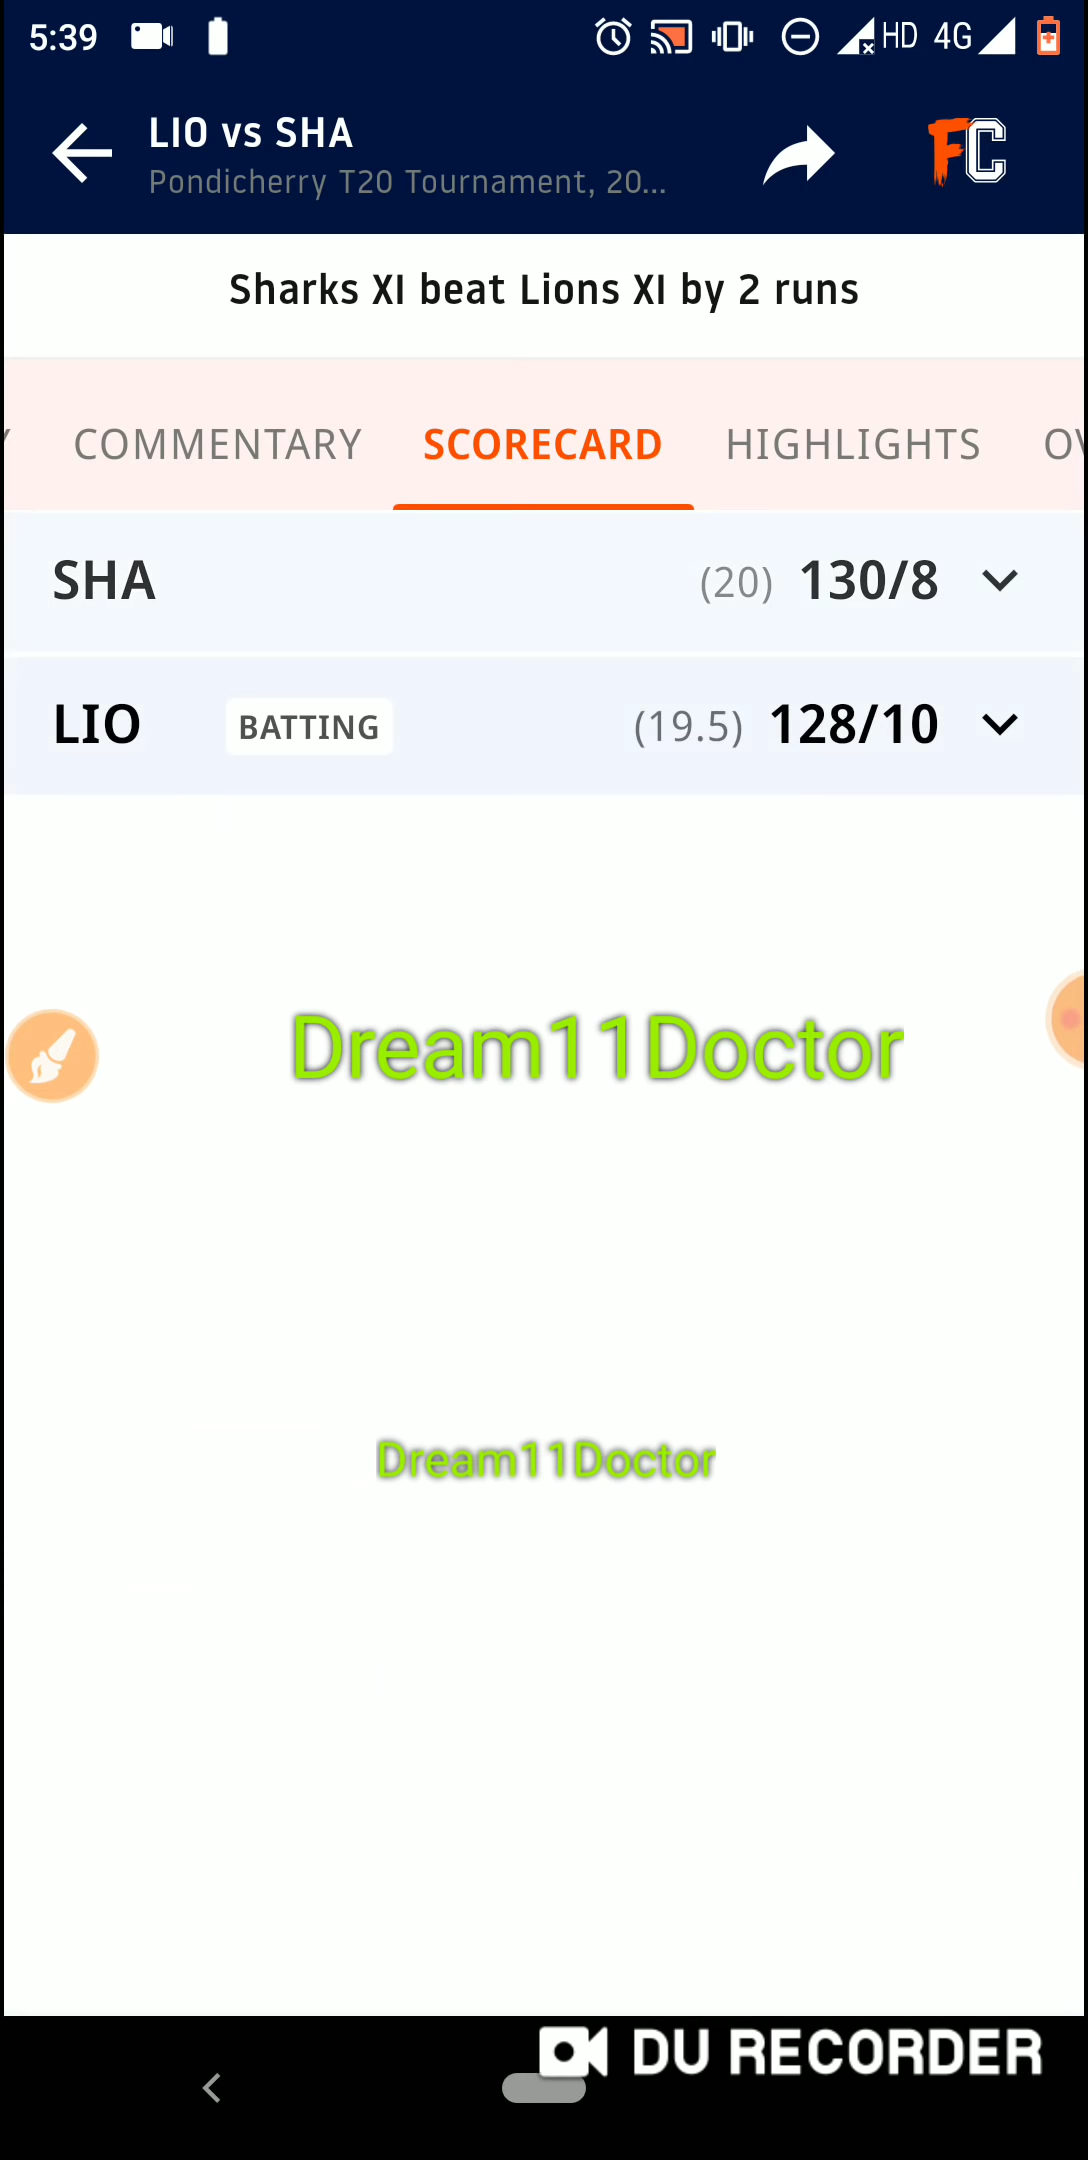 5:39 HD 4G
LIO vs SHA
Pondicherry T20 Tournament, 20...
FC
Sharks XI beat Lions XI by 2 runs
COMMENTARY SCORECARD HIGHLIGHTS
SHA (20) 130/8
LIO BATTING (19.5) 128/10
Dream11Doctor
Dream11Doctor
DU RECORDER